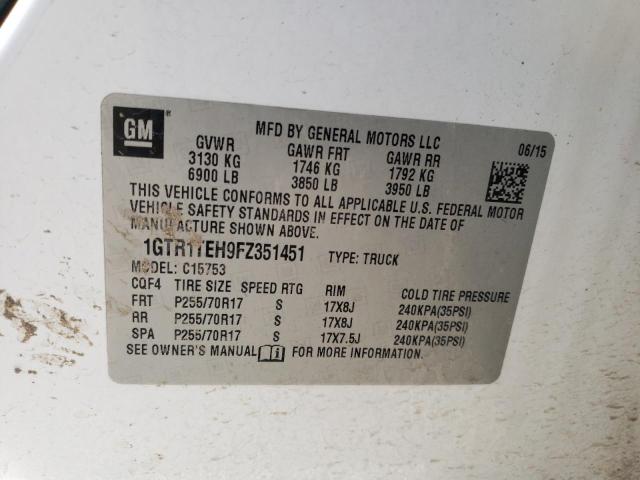 GM
MFD BY GENERAL MOTORS LLC
06/15
GVWR GAWR FRT GAWR RR
3130 KG 1746 KG 1792 KG
6900 LB 3850 LB 3950 LB
THIS VEHICLE CONFORMS TO ALL APPLICABLE U.S. FEDERAL MOTOR
VEHICLE SAFETY STANDARDS IN EFFECT ON THE DATE OF
MANUFACTURE SHOWN ABOVE.
1GTR1TEH9FZ351451 TYPE: TRUCK
MODEL: C15753
CQF4 TIRE SIZE SPEED RTG RIM COLD TIRE PRESSURE
FRT P255/70R17 S 17X8J 240KPA(35PSI)
RR P255/70R17 S 17X8J 240KPA(35PSI)
SPA P255/70R17 S 17X7.5J 240KPA(35PSI)
SEE OWNER'S MANUAL FOR MORE INFORMATION.